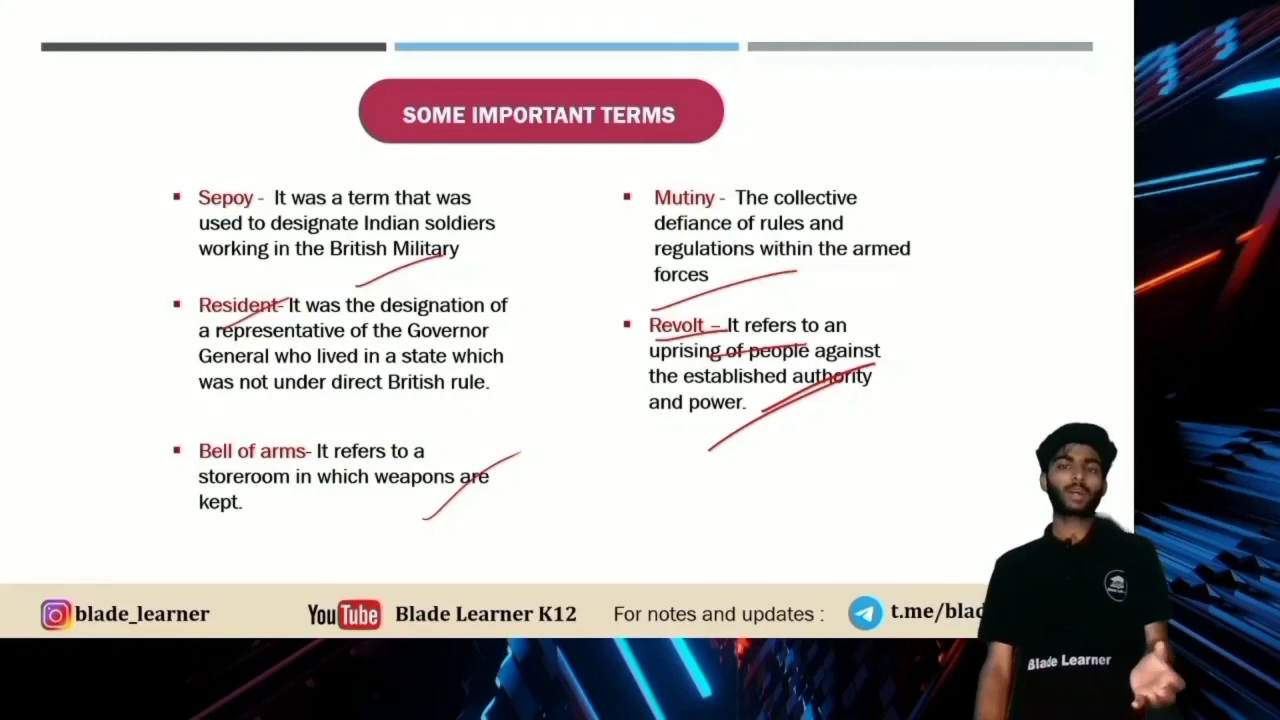 SOME IMPORTANT TERMS
Sepoy - It was a term that was
used to designate Indian soldiers
working in the British Military
Resident- It was the designation of
a representative of the Governor
General who lived in a state which
was not under direct British rule.
Bell of arms- It refers to a
storeroom in which weapons are
kept.
Mutiny - The collective
defiance of rules and
regulations within the armed
forces
Revolt – It refers to an
uprising of people against
the established authority
and power.
blade_learner
YouTube Blade Learner K12
For notes and updates :
t.me/blad
Blade Learner